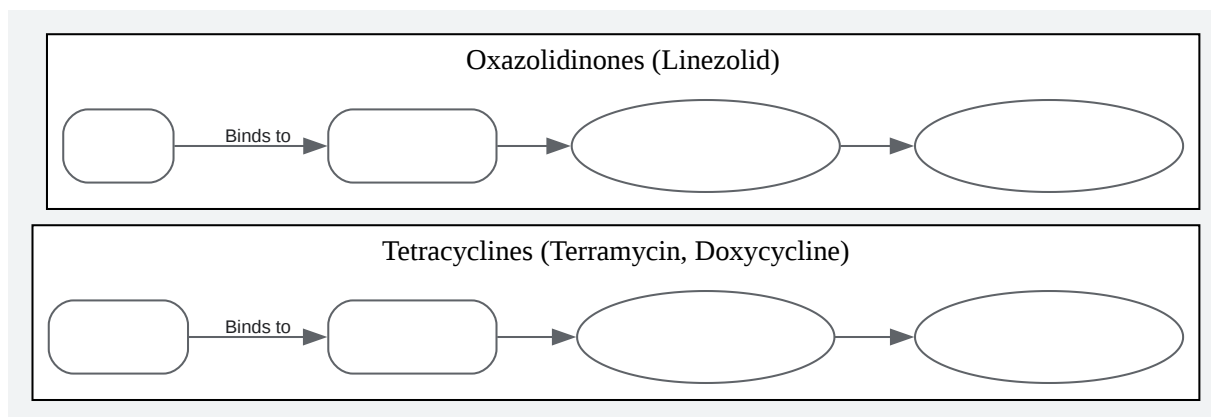 Oxazolidinones (Linezolid)
Binds to
Tetracyclines (Terramycin, Doxycycline)
Binds to